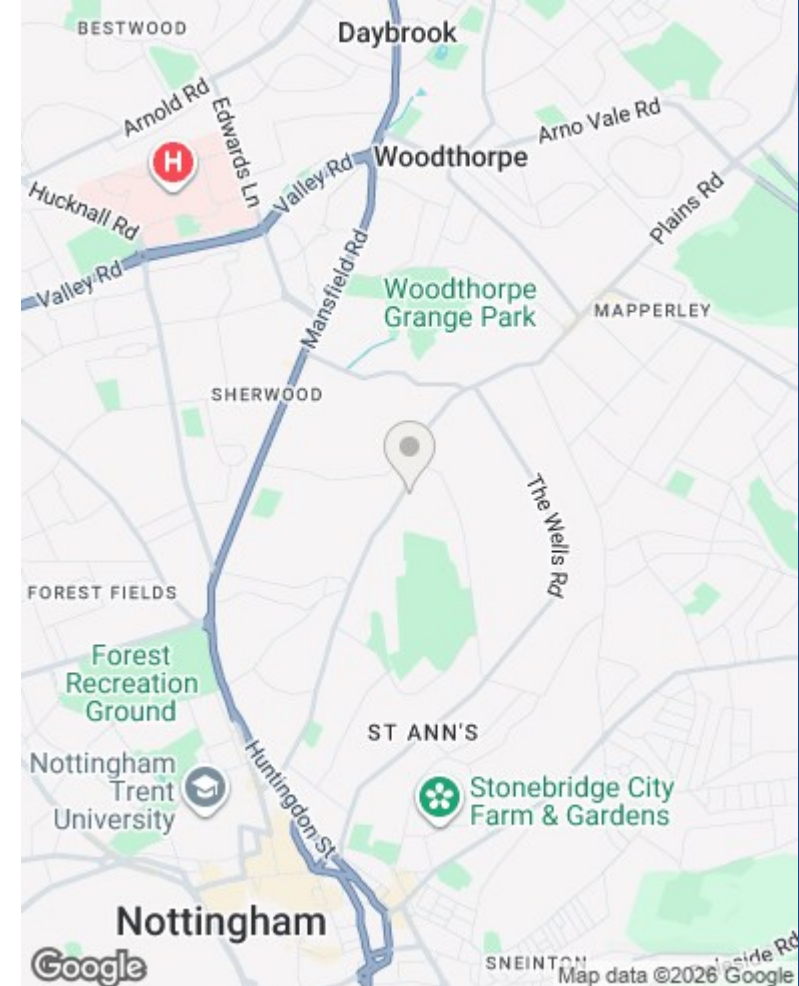 BESTWOOD
Daybrook
Arnold Rd
Edwards Ln
Arno Vale Rd
H
Woodthorpe
Valley Rd
Hucknall Rd
Plains Rd
Valley Rd
Mansfield Rd
Woodthorpe
Grange Park
MAPPERLEY
SHERWOOD
The Wells Rd
FOREST FIELDS
Forest
Recreation
Ground
ST ANN'S
Huntingdon St
Nottingham
Trent
University
Stonebridge City
Farm & Gardens
Nottingham
SNEINTON
Google
Map data ©2026 Google